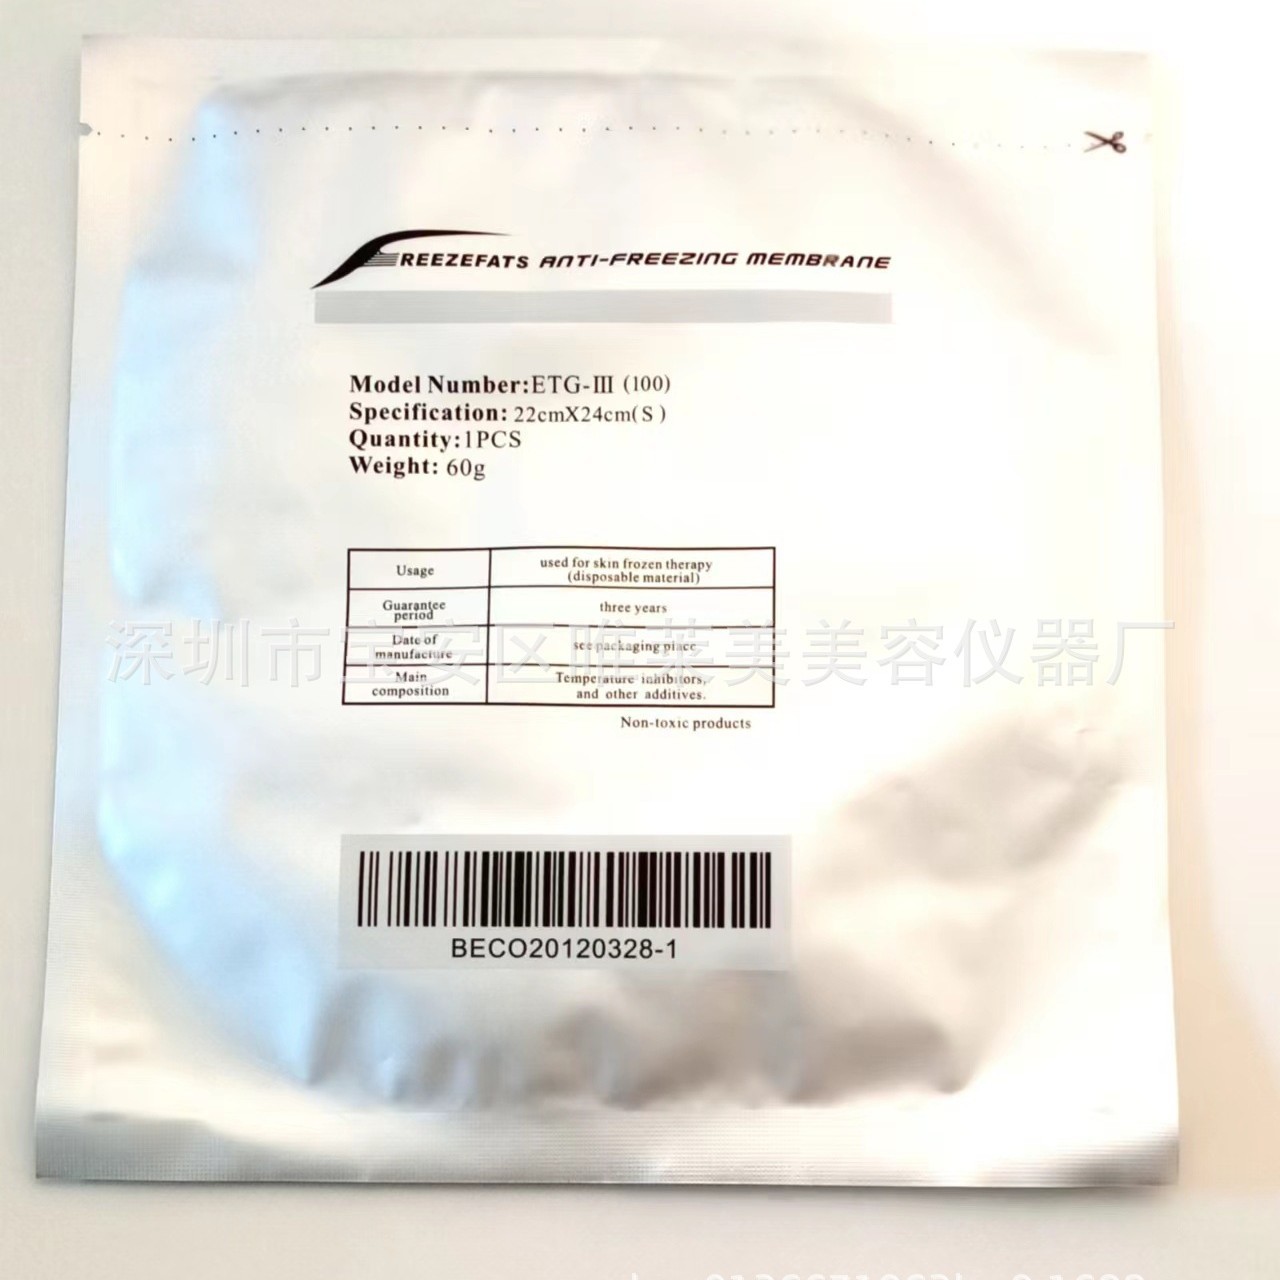 FREEZEFATS ANTI-FREEZING MEMBRANE
Model Number:ETG-III (100)
Specification: 22cmX24cm(S)
Quantity:1PCS
Weight: 60g
Usage
used for skin frozen therapy
(disposable material)
Guarantee
period
three years
Date of
manufacture
see packaging place
Main
composition
Temperature inhibitors,
and other additives.
深圳市宝安区唯莱美美容仪器厂
Non-toxic products
BECO20120328-1